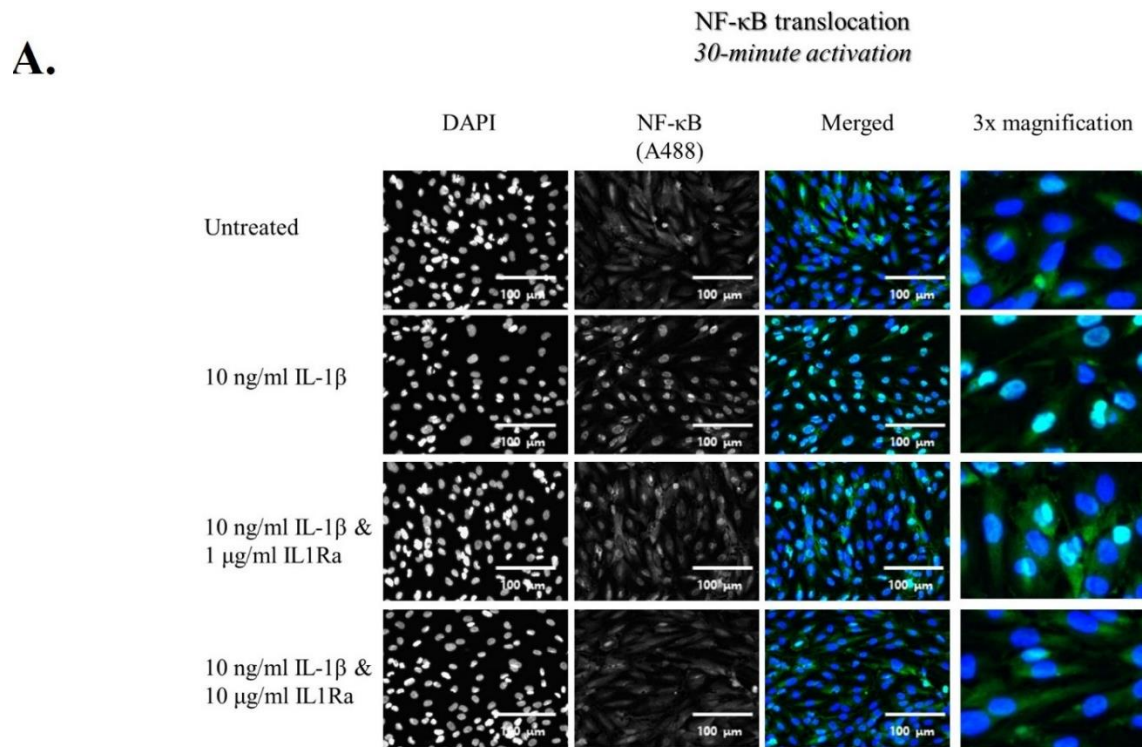 NF-κB translocation
30-minute activation
A.
DAPI
NF-κB
(A488)
Merged
3x magnification
Untreated
100 μm
100 μm
100 μm
10 ng/ml IL-1β
100 μm
100 μm
100 μm
10 ng/ml IL-1β &
1 μg/ml IL1Ra
100 μm
100 μm
100 μm
10 ng/ml IL-1β &
10 μg/ml IL1Ra
100 μm
100 μm
100 μm